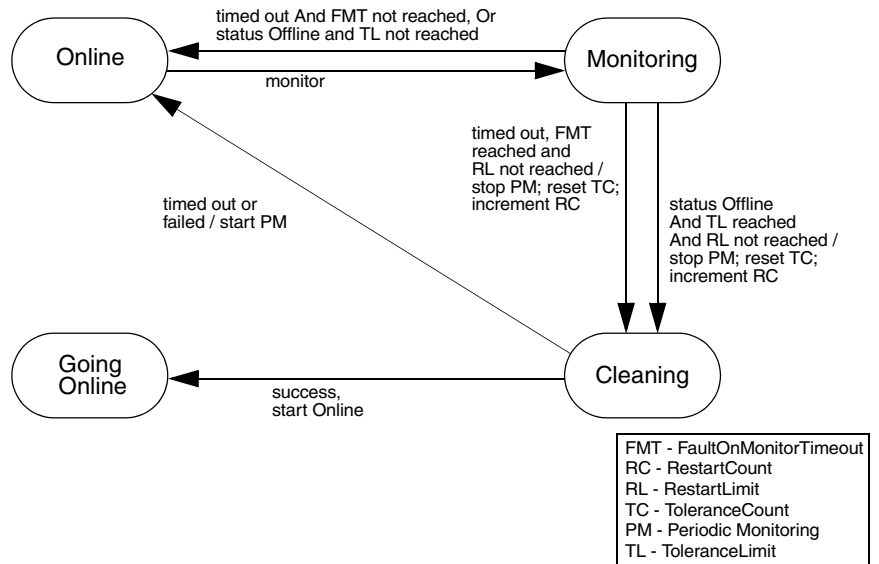 timed out And FMT not reached, Or
status Offline and TL not reached
Online
Monitoring
monitor
timed out, FMT
reached and
RL not reached /
stop PM; reset TC;
increment RC
timed out or
failed / start PM
status Offline
And TL reached
And RL not reached /
stop PM; reset TC;
increment RC
Going
Online
Cleaning
success,
start Online
FMT - FaultOnMonitorTimeout
RC - RestartCount
RL - RestartLimit
TC - ToleranceCount
PM - Periodic Monitoring
TL - ToleranceLimit